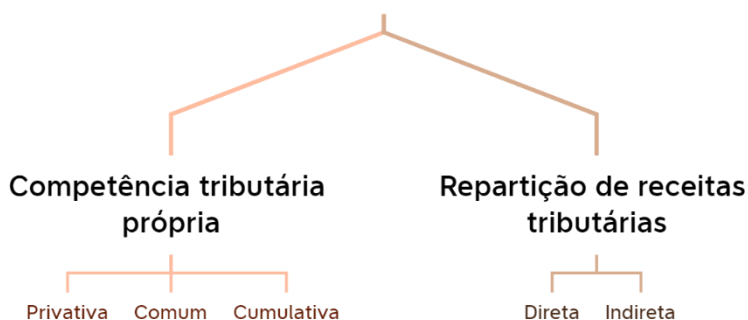 Competência tributária
própria
Repartição de receitas
tributárias
Privativa Comum Cumulativa
Direta Indireta